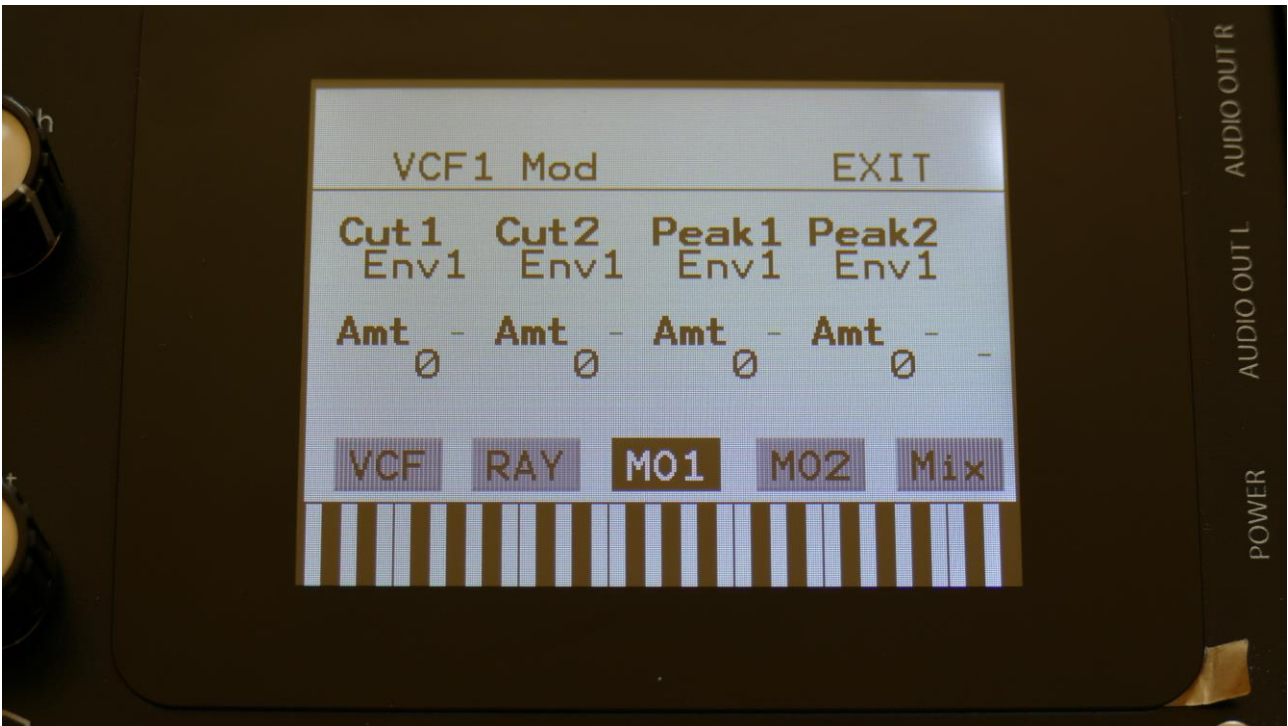 VCF1 Mod EXIT
Cut1 Cut2 Peak1 Peak2
Env1 Env1 Env1 Env1
Amt - Amt - Amt - Amt -
0 0 0 0 -
VCF RAY MO1 MO2 Mix
AUDIO OUT R
AUDIO OUT L
POWER
h
t